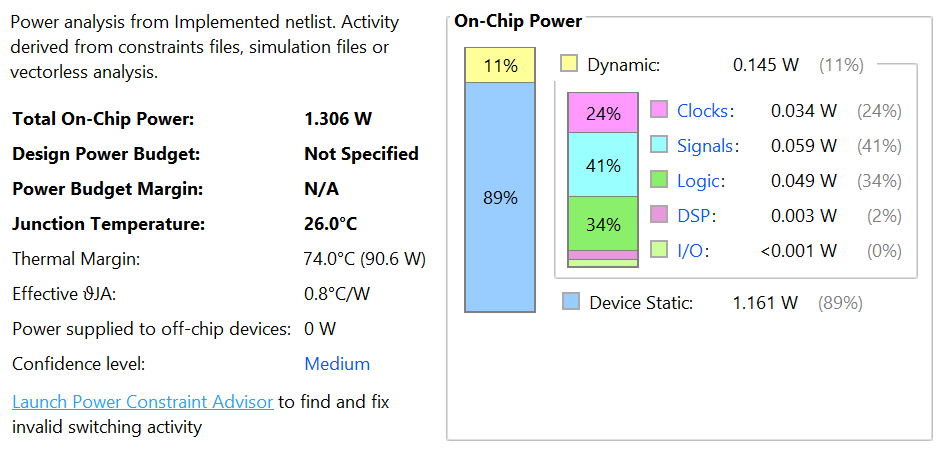 Power analysis from Implemented netlist. Activity
derived from constraints files, simulation files or
vectorless analysis.
Total On-Chip Power: 1.306 W
Design Power Budget: Not Specified
Power Budget Margin: N/A
Junction Temperature: 26.0°C
Thermal Margin: 74.0°C (90.6 W)
Effective ϑJA: 0.8°C/W
Power supplied to off-chip devices: 0 W
Confidence level: Medium
Launch Power Constraint Advisor to find and fix
invalid switching activity
On-Chip Power
11%
89%
Dynamic: 0.145 W (11%)
24%
41%
34%
Clocks: 0.034 W (24%)
Signals: 0.059 W (41%)
Logic: 0.049 W (34%)
DSP: 0.003 W (2%)
I/O: <0.001 W (0%)
Device Static: 1.161 W (89%)